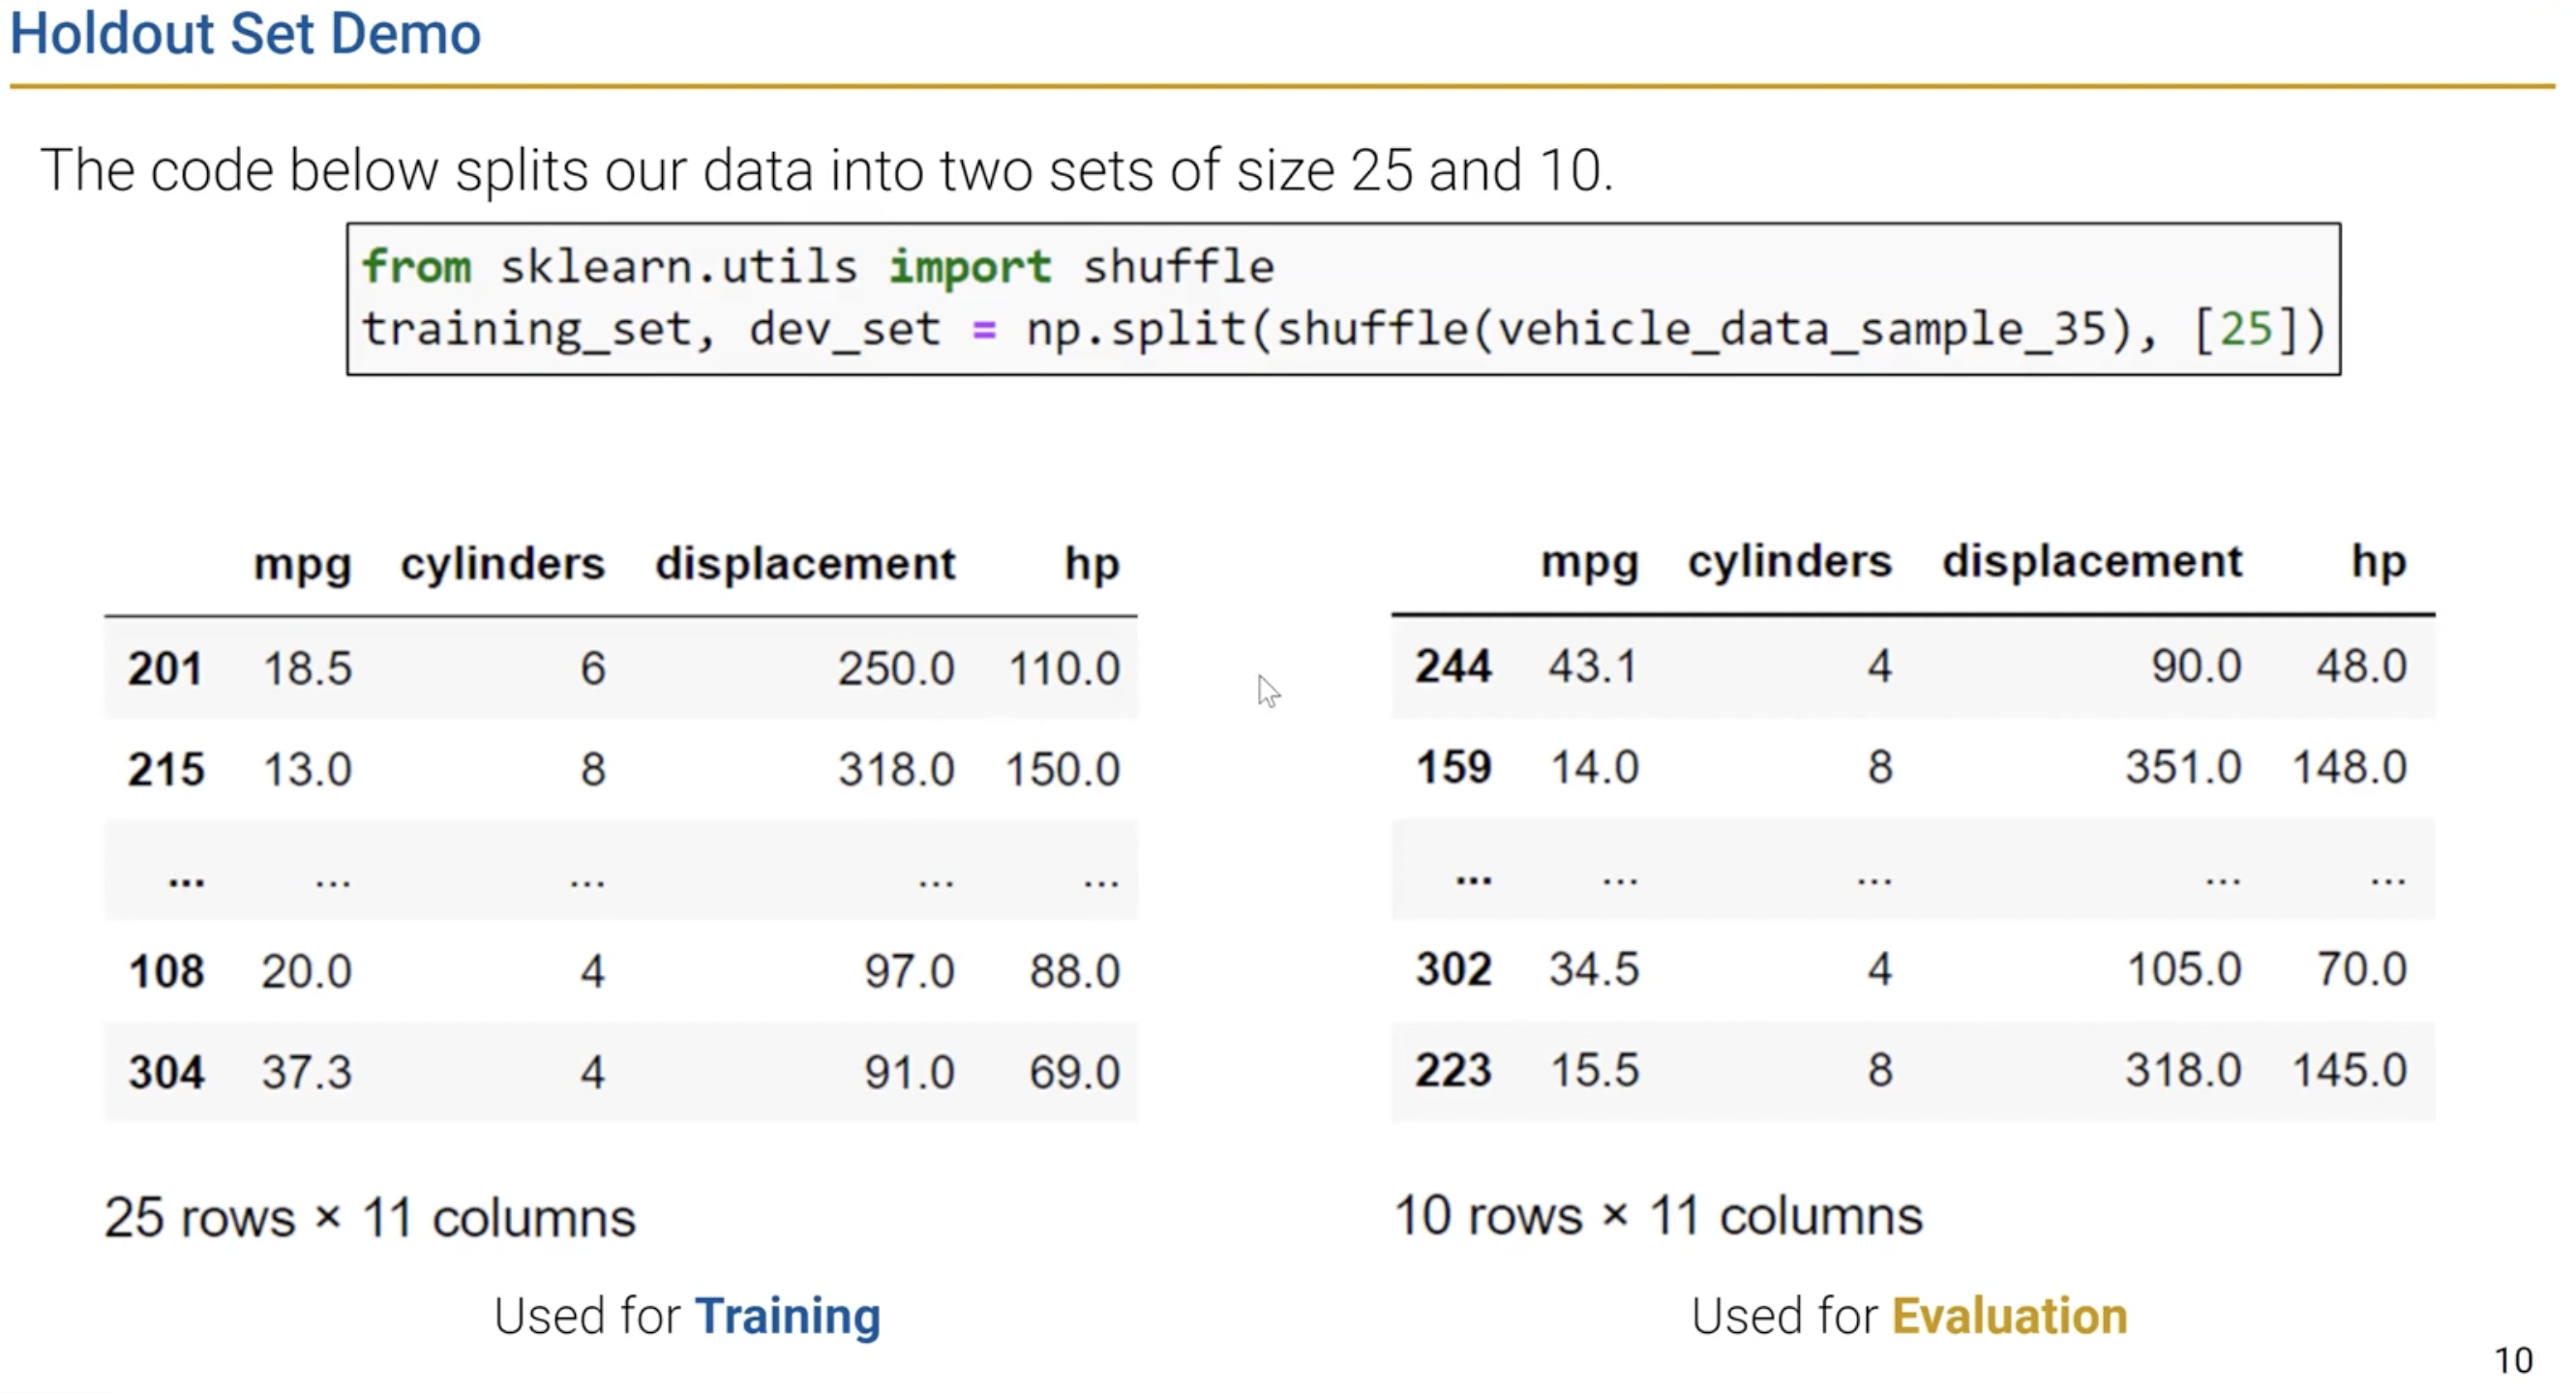 Holdout Set Demo
The code below splits our data into two sets of size 25 and 10.
from sklearn.utils import shuffle
training_set, dev_set = np.split(shuffle(vehicle_data_sample_35), [25])
mpg cylinders displacement hp
201 18.5 6 250.0 110.0
215 13.0 8 318.0 150.0
... ... ... ... ...
108 20.0 4 97.0 88.0
304 37.3 4 91.0 69.0
25 rows × 11 columns
Used for Training
mpg cylinders displacement hp
244 43.1 4 90.0 48.0
159 14.0 8 351.0 148.0
... ... ... ... ...
302 34.5 4 105.0 70.0
223 15.5 8 318.0 145.0
10 rows × 11 columns
Used for Evaluation
10